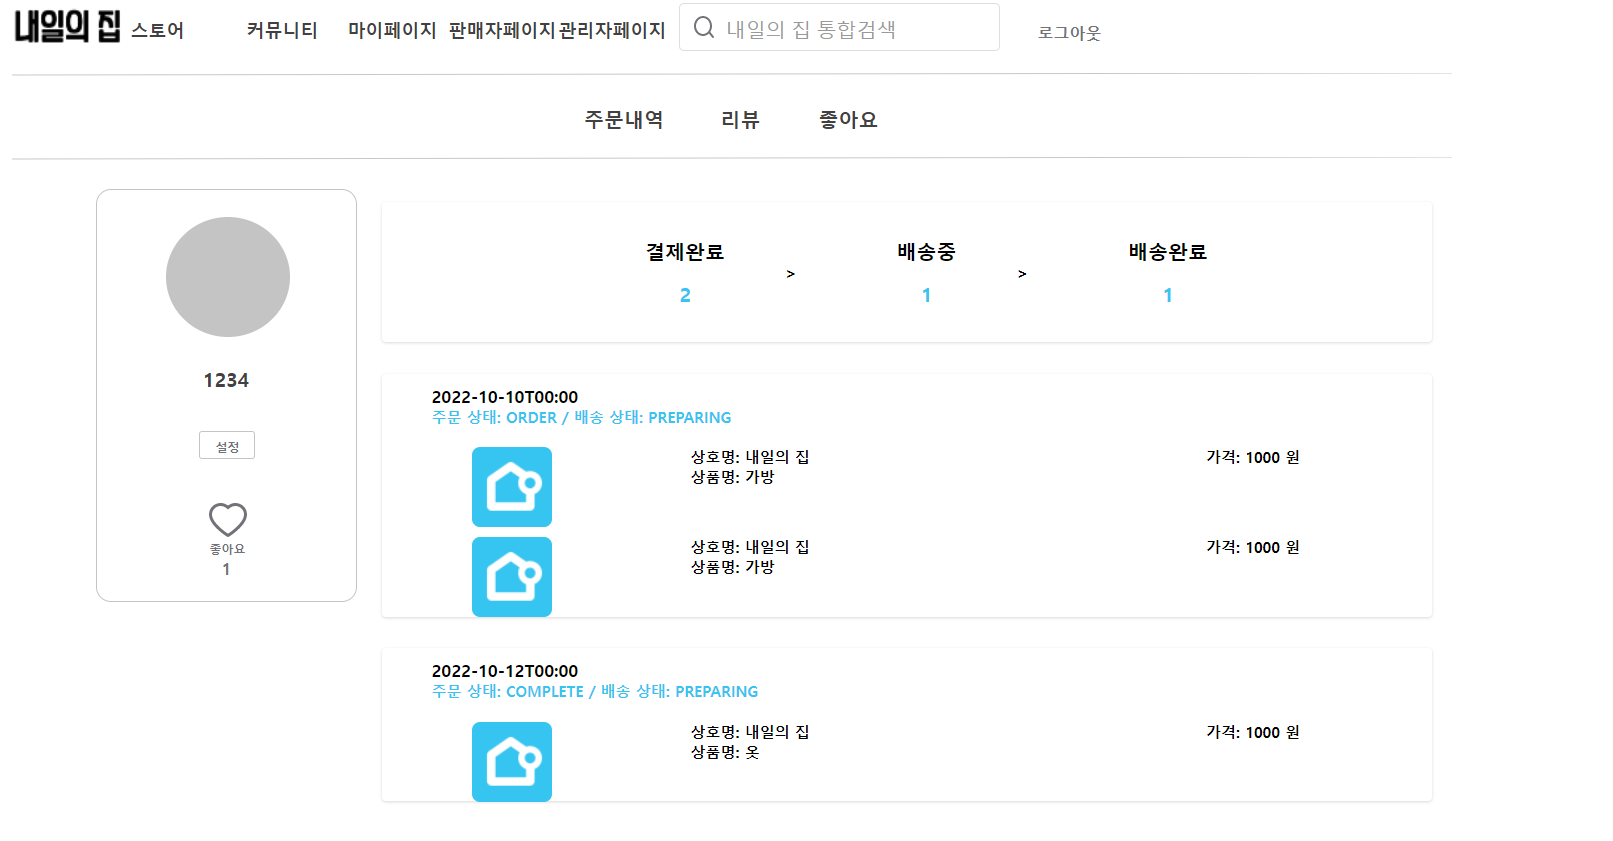 내일의 집 스토어 커뮤니티 마이페이지 판매자페이지 관리자페이지 내일의 집 통합검색 로그아웃
주문내역 리뷰 좋아요
1234
설정
좋아요
1
결제완료 > 배송중 > 배송완료
2 1 1
2022-10-10T00:00
주문 상태: ORDER / 배송 상태: PREPARING
상호명: 내일의 집 가격: 1000 원
상품명: 가방
상호명: 내일의 집 가격: 1000 원
상품명: 가방
2022-10-12T00:00
주문 상태: COMPLETE / 배송 상태: PREPARING
상호명: 내일의 집 가격: 1000 원
상품명: 옷